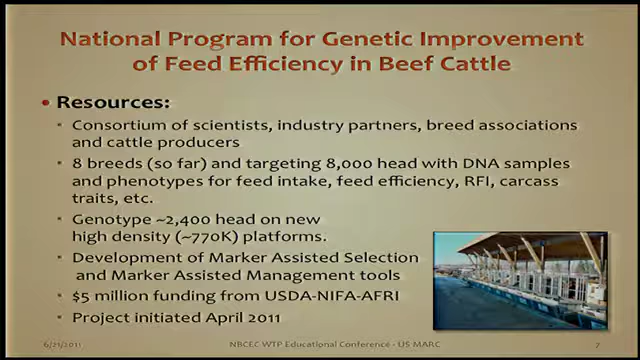 National Program for Genetic Improvement
of Feed Efficiency in Beef Cattle
• Resources:
▪ Consortium of scientists, industry partners, breed associations
and cattle producers
▪ 8 breeds (so far) and targeting 8,000 head with DNA samples
and phenotypes for feed intake, feed efficiency, RFI, carcass
traits, etc.
▪ Genotype ~2,400 head on new
high density (~770K) platforms.
▪ Development of Marker Assisted Selection
and Marker Assisted Management tools
▪ $5 million funding from USDA-NIFA-AFRI
▪ Project initiated April 2011
6/21/2011 NBCEC WTP Educational Conference - US MARC 7